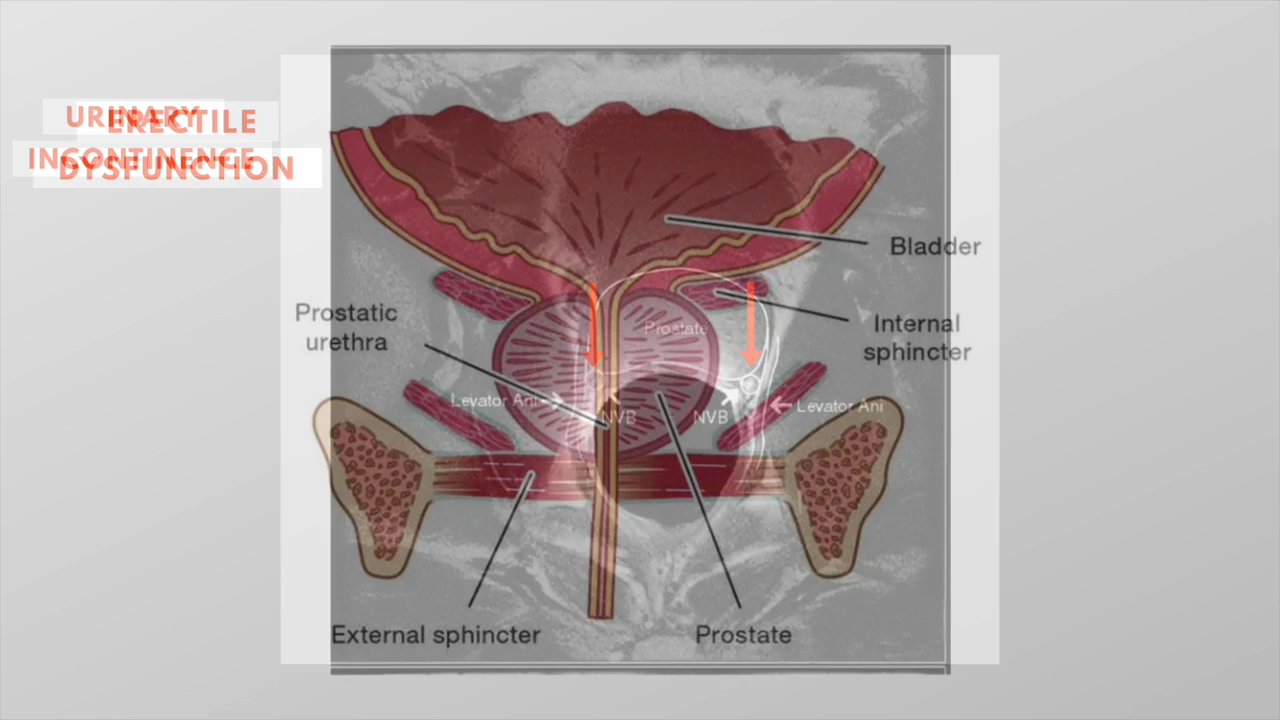 URINARY
INCONTINENCE
ERECTILE
DYSFUNCTION
Bladder
Prostatic
urethra
Internal
sphincter
Prostate
Levator Ani
NVB
NVB
Levator Ani
External sphincter
Prostate